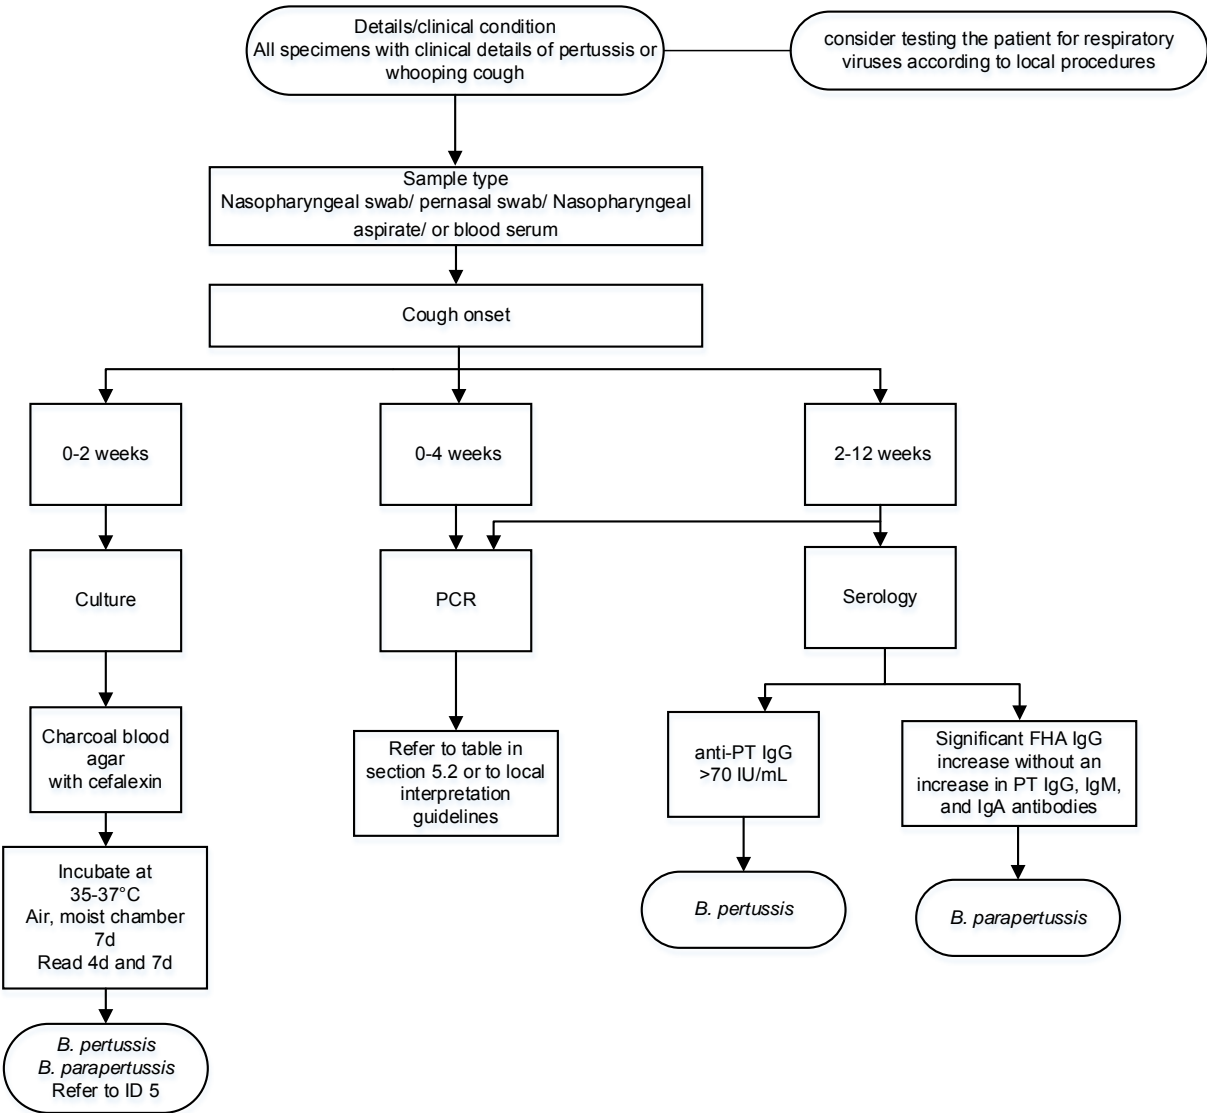 Details/clinical condition
All specimens with clinical details of pertussis or
whooping cough
consider testing the patient for respiratory
viruses according to local procedures
Sample type
Nasopharyngeal swab/ pernasal swab/ Nasopharyngeal
aspirate/ or blood serum
Cough onset
0-2 weeks
0-4 weeks
2-12 weeks
Culture
PCR
Serology
Charcoal blood
agar
with cefalexin
Refer to table in
section 5.2 or to local
interpretation
guidelines
anti-PT IgG
>70 IU/mL
Significant FHA IgG
increase without an
increase in PT IgG, IgM,
and IgA antibodies
Incubate at
35-37°C
Air, moist chamber
7d
Read 4d and 7d
B. pertussis
B. parapertussis
B. pertussis
B. parapertussis
Refer to ID 5